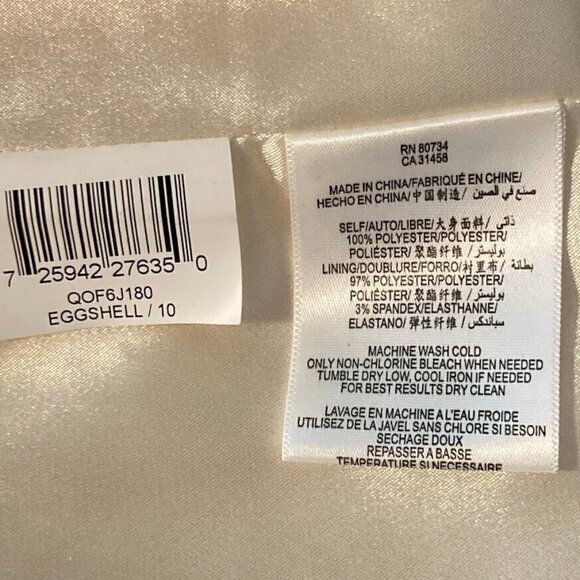 7 25942 27635 0
QOF6J180
EGGSHELL / 10
RN 80734
CA 31458
MADE IN CHINA/FABRIQUÉ EN CHINE/
HECHO EN CHINA/中国制造/ صنع في الصين
SELF/AUTO/LIBRE/大身面料/ ذاتي
100% POLYESTER/POLYESTER/
POLIÉSTER/聚酯纤维/ بوليستر
LINING/DOUBLURE/FORRO/衬里布/ بطانة
97% POLYESTER/POLYESTER/
POLIÉSTER/聚酯纤维/ بوليستر
3% SPANDEX/ELASTHANNE/
ELASTANO/弹性纤维/ سباندكس
MACHINE WASH COLD
ONLY NON-CHLORINE BLEACH WHEN NEEDED
TUMBLE DRY LOW, COOL IRON IF NEEDED
FOR BEST RESULTS DRY CLEAN
LAVAGE EN MACHINE A L'EAU FROIDE
UTILISEZ DE LA JAVEL SANS CHLORE SI BESOIN
SECHAGE DOUX
REPASSER A BASSE
TEMPERATURE SI NECESSAIRE